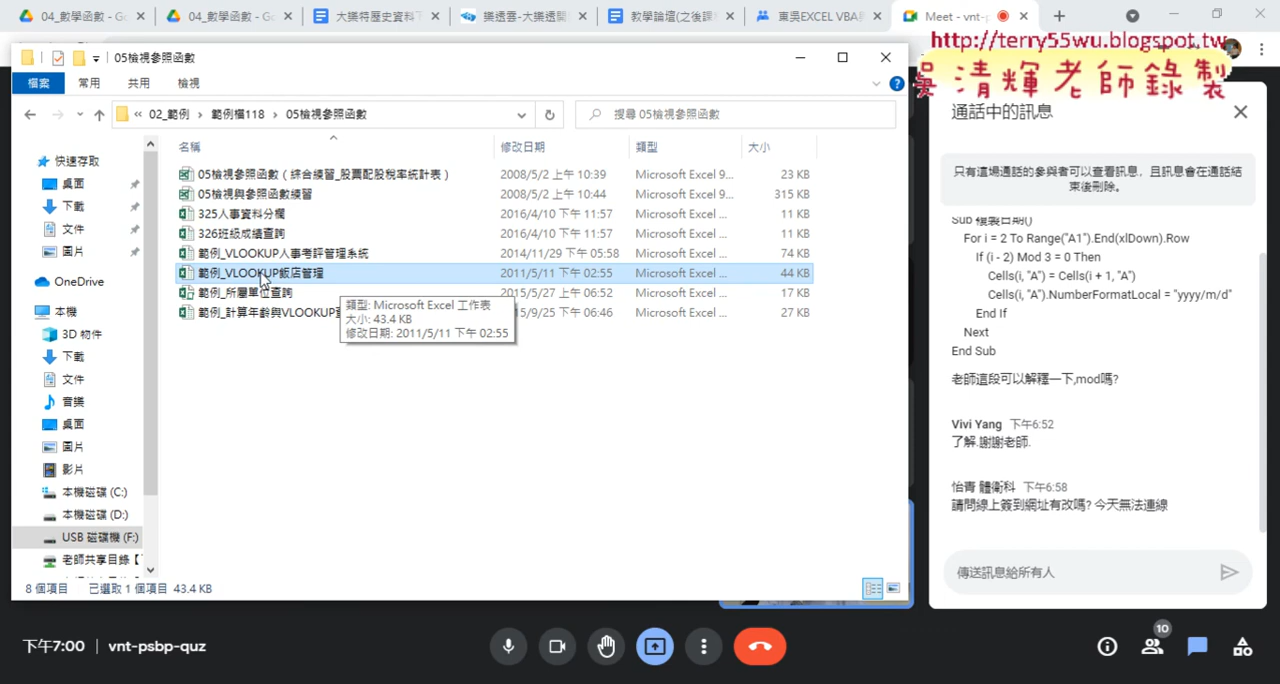 04_數學函數 - Go
04_數學函數 - Go
大樂特歷史資料下
樂透雲-大樂透開
教學論壇(之後課
東吳EXCEL VBA
Meet - vnt-p
http://terry55wu.blogspot.tw
吳清輝老師錄製
05檢視參照函數
檔案
常用
共用
檢視
« 02_範例 › 範例檔118 › 05檢視參照函數
搜尋 05檢視參照函數
名稱 修改日期 類型 大小
快速存取
桌面
下載
文件
圖片
OneDrive
本機
3D 物件
下載
文件
音樂
桌面
圖片
影片
本機磁碟 (C:)
本機磁碟 (D:)
USB 磁碟機 (F:)
老師共享目錄
05檢視參照函數（綜合練習_股票配股稅率統計表） 2008/5/2 上午 10:39 Microsoft Excel 9... 23 KB
05檢視與參照函數練習 2008/5/2 上午 10:44 Microsoft Excel 9... 315 KB
325人事資料分欄 2016/4/10 下午 11:57 Microsoft Excel ... 11 KB
326班級成績查詢 2016/4/10 下午 11:57 Microsoft Excel ... 11 KB
範例_VLOOKUP人事考評管理系統 2014/11/29 下午 05:58 Microsoft Excel ... 74 KB
範例_VLOOKUP飯店管理 2011/5/11 下午 02:55 Microsoft Excel ... 44 KB
範例_所屬單位查詢 2015/5/27 上午 06:52 Microsoft Excel ... 17 KB
範例_計算年齡與VLOOKUP 15/9/25 下午 06:46 Microsoft Excel ... 27 KB
類型: Microsoft Excel 工作表
大小: 43.4 KB
修改日期: 2011/5/11 下午 02:55
8 個項目 已選取 1 個項目 43.4 KB
通話中的訊息
只有這場通話的參與者可以查看訊息，且訊息會在通話結
束後刪除。
Sub 複製日期()
For i = 2 To Range("A1").End(xlDown).Row
If (i - 2) Mod 3 = 0 Then
Cells(i, "A") = Cells(i + 1, "A")
Cells(i, "A").NumberFormatLocal = "yyyy/m/d"
End If
Next
End Sub
老師這段可以解釋一下,mod嗎?
Vivi Yang 下午6:52
了解.謝謝老師.
怡青 體衛科 下午6:58
請問線上簽到網址有改嗎? 今天無法連線
傳送訊息給所有人
下午7:00 | vnt-psbp-quz
10